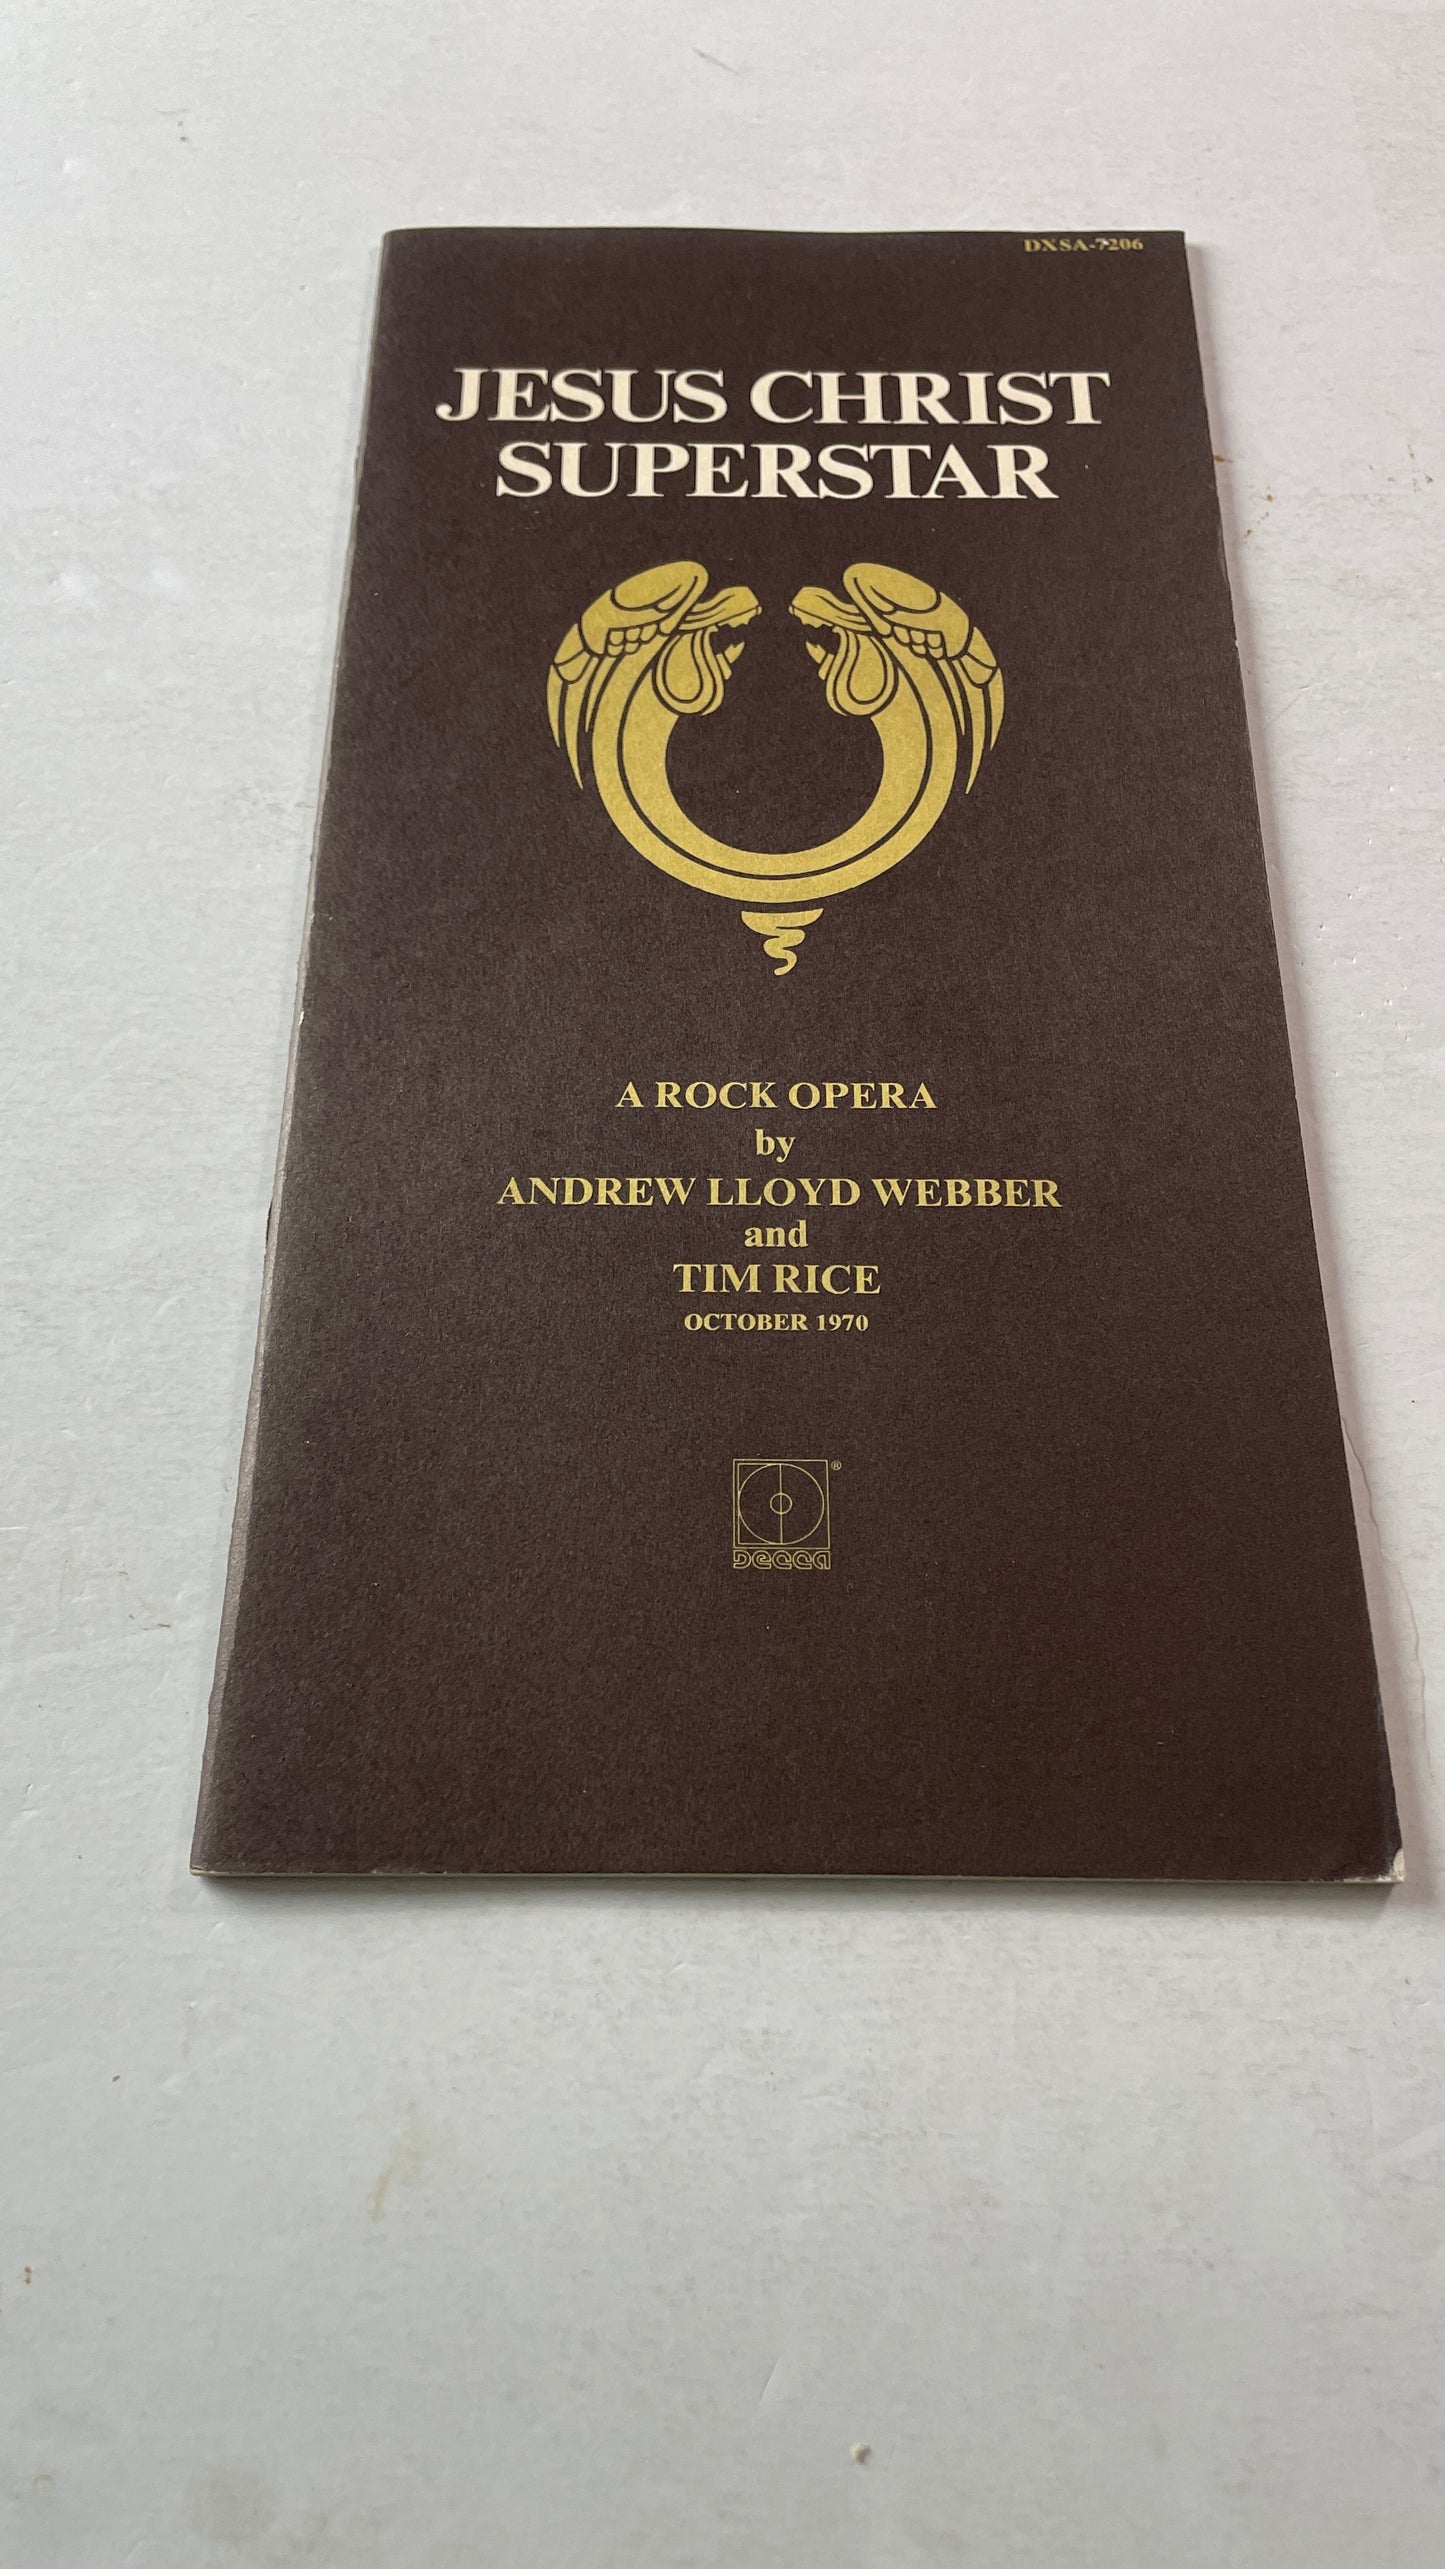 DXSA-7206
JESUS CHRIST
SUPERSTAR
A ROCK OPERA
by
ANDREW LLOYD WEBBER
and
TIM RICE
OCTOBER 1970
®
DECCA